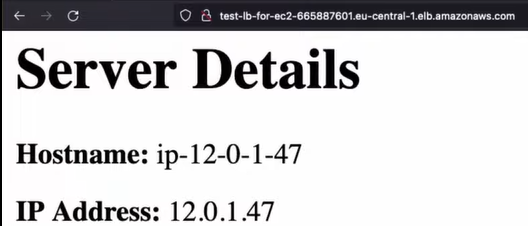 test-lb-for-ec2-665887601.eu-central-1.elb.amazonaws.com
Server Details
Hostname: ip-12-0-1-47
IP Address: 12.0.1.47